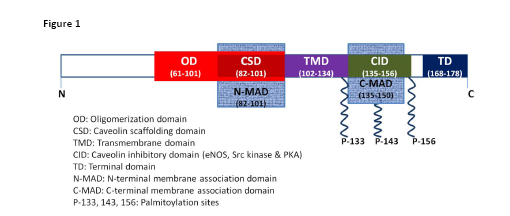 Figure 1
OD CSD TMD CID TD
(61-101) (82-101) (102-134) (135-156) (168-178)
N-MAD C-MAD
(82-101) (135-150)
N C
P-133 P-143 P-156
OD: Oligomerization domain
CSD: Caveolin scaffolding domain
TMD: Transmembrane domain
CID: Caveolin inhibitory domain (eNOS, Src kinase & PKA)
TD: Terminal domain
N-MAD: N-terminal membrane association domain
C-MAD: C-terminal membrane association domain
P-133, 143, 156: Palmitoylation sites